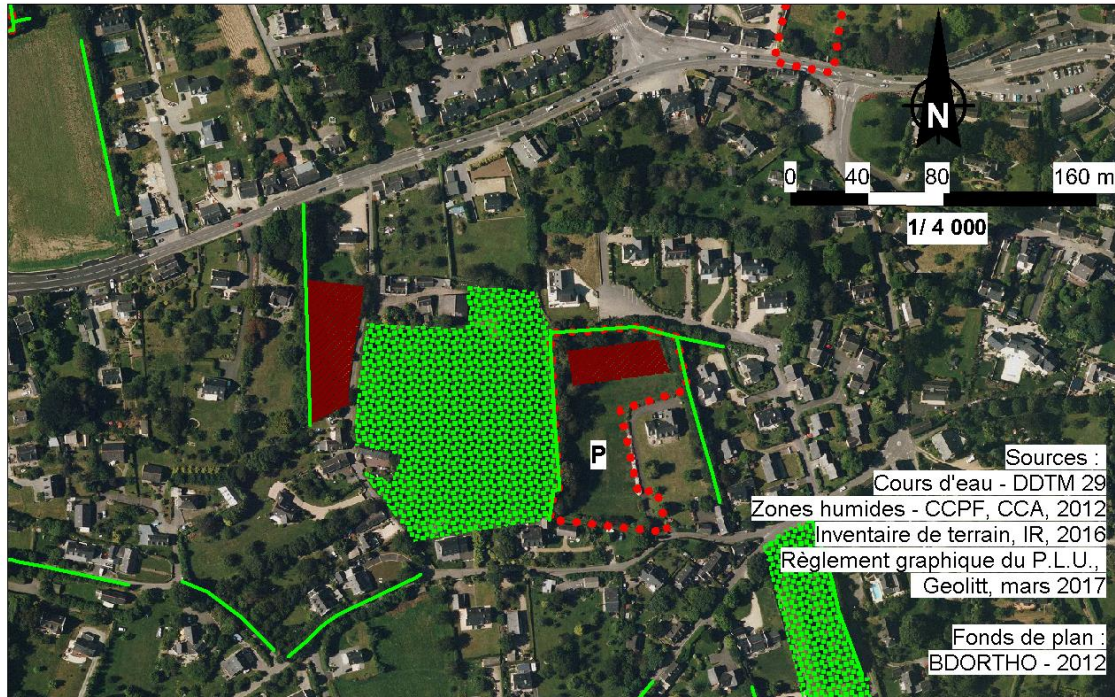 N
0 40 80 160 m
1/ 4 000
P
Sources :
Cours d'eau - DDTM 29
Zones humides - CCPF, CCA, 2012
Inventaire de terrain, IR, 2016
Règlement graphique du P.L.U.,
Geolitt, mars 2017
Fonds de plan :
BDORTHO - 2012